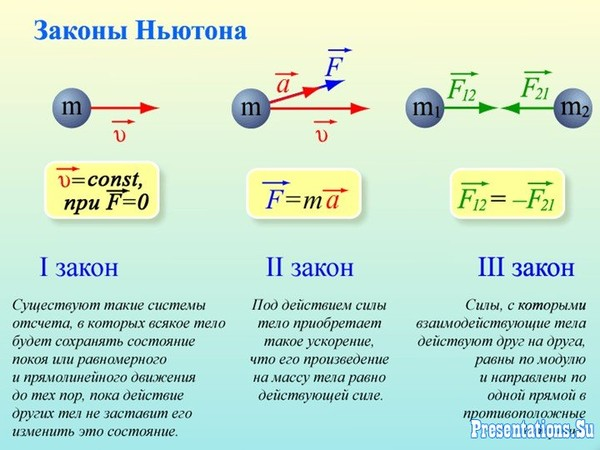 Законы Ньютона
m
υ
m
a
F
υ
m₁
F₁₂
F₂₁
m₂
υ=const,
при F=0
F=ma
F₁₂ = –F₂₁
I закон
II закон
III закон
Существуют такие системы
отсчета, в которых всякое тело
будет сохранять состояние
покоя или равномерного
и прямолинейного движения
до тех пор, пока действие
других тел не заставит его
изменить это состояние.
Под действием силы
тело приобретает
такое ускорение,
что его произведение
на массу тела равно
действующей силе.
Силы, с которыми
взаимодействующие тела
действуют друг на друга,
равны по модулю
и направлены по
одной прямой в
противоположные
Presentations.Su